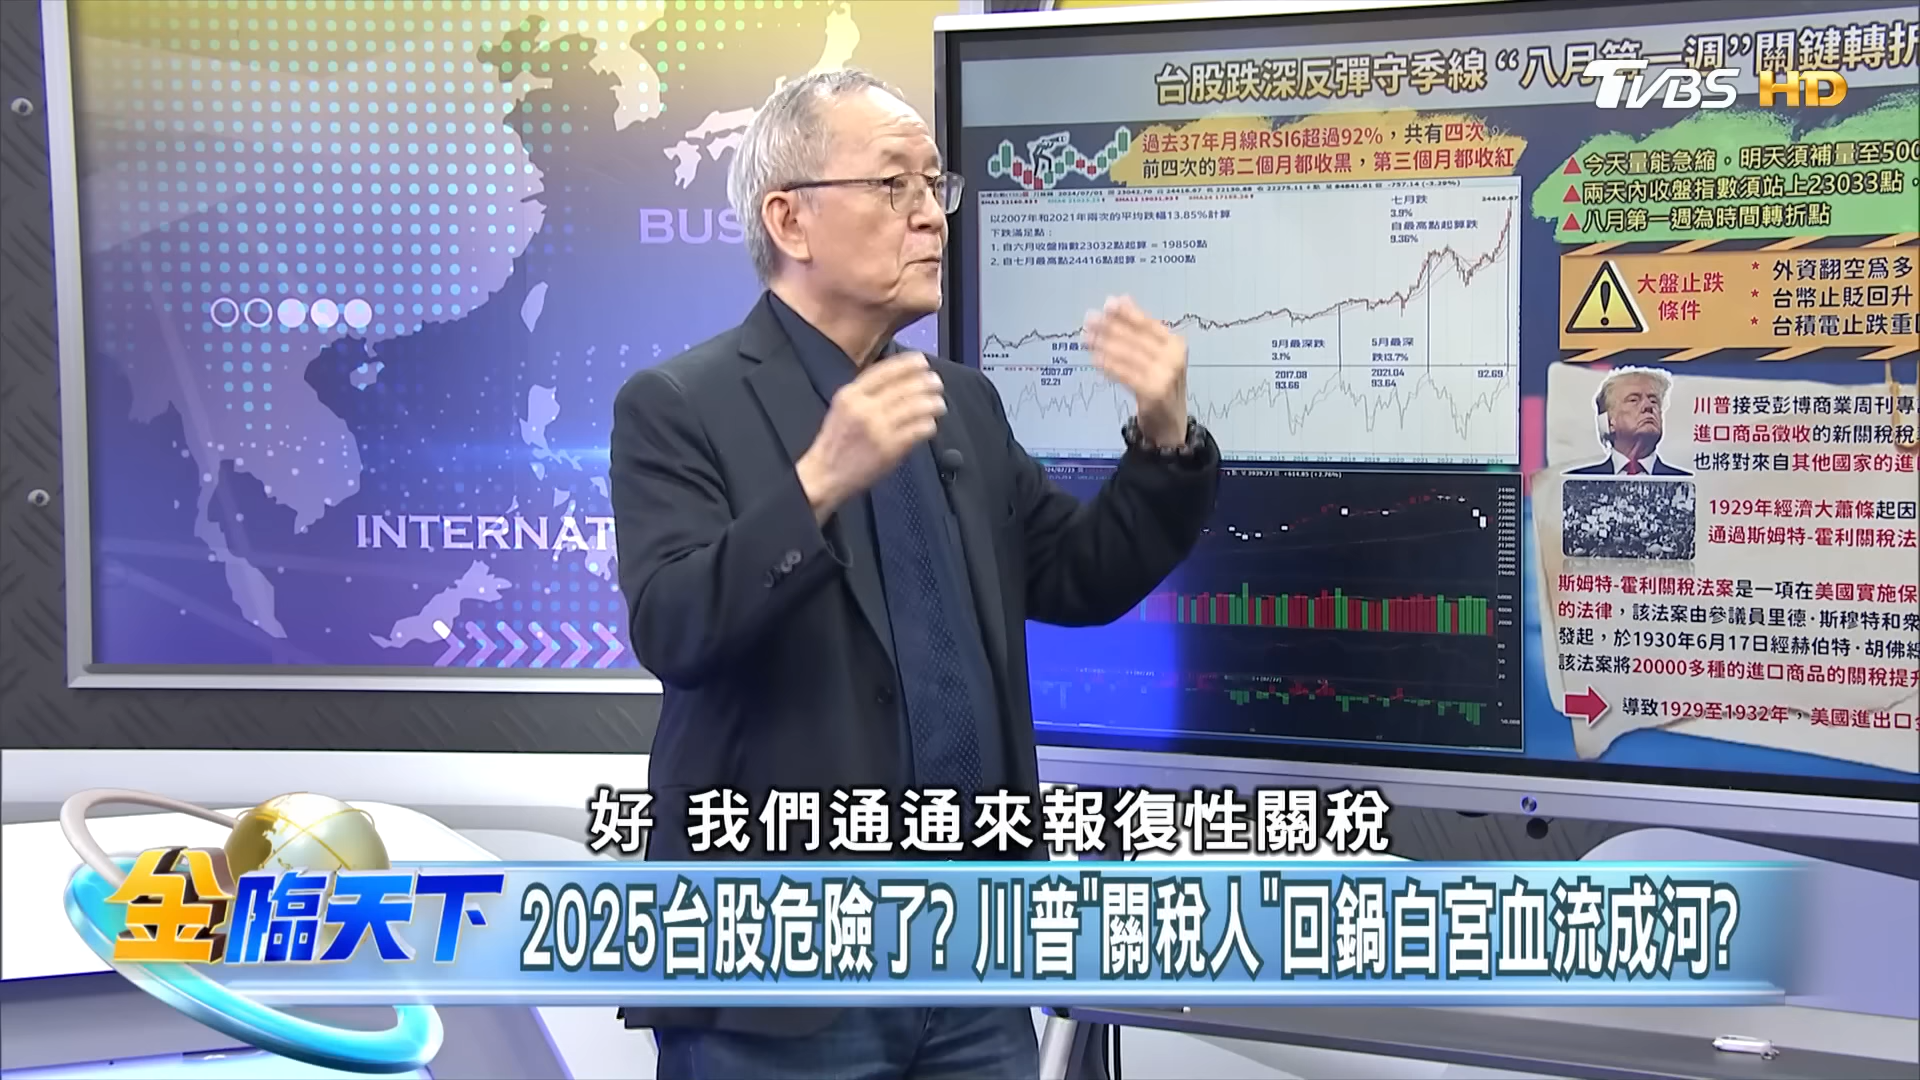 台股跌深反彈守季線“八月第一週”關鍵轉折
TVBS HD
過去37年月線RSI6超過92%，共有四次，
前四次的第二個月都收黑，第三個月都收紅
以2007年和2021年兩次的平均跌幅13.85%計算
下跌滿足點：
1. 自六月收盤指數23032點起算 = 19850點
2. 自七月最高點24416點起算 = 21000點
七月跌
3.9%
自最高點起算跌
9.36%
24416.67
8月最深
14%
2007.07
92.21
9月最深跌
3.1%
2017.08
93.66
5月最深
跌13.7%
2021.04
93.64
92.69
▲今天量能急縮，明天須補量至500
▲兩天內收盤指數須站上23033點，
▲八月第一週為時間轉折點
大盤止跌
條件
* 外資翻空為多
* 台幣止貶回升
* 台積電止跌重
川普接受彭博商業周刊專
進口商品徵收的新關稅稅
也將對來自其他國家的進
1929年經濟大蕭條起因
通過斯姆特-霍利關稅法
斯姆特-霍利關稅法案是一項在美國實施保
的法律，該法案由參議員里德·斯穆特和眾
發起，於1930年6月17日經赫伯特·胡佛總
該法案將20000多種的進口商品的關稅提升
導致1929至1932年，美國進出口
BUS
INTERNAT
好 我們通通來報復性關稅
金臨天下
2025台股危險了? 川普"關稅人"回鍋白宮血流成河?